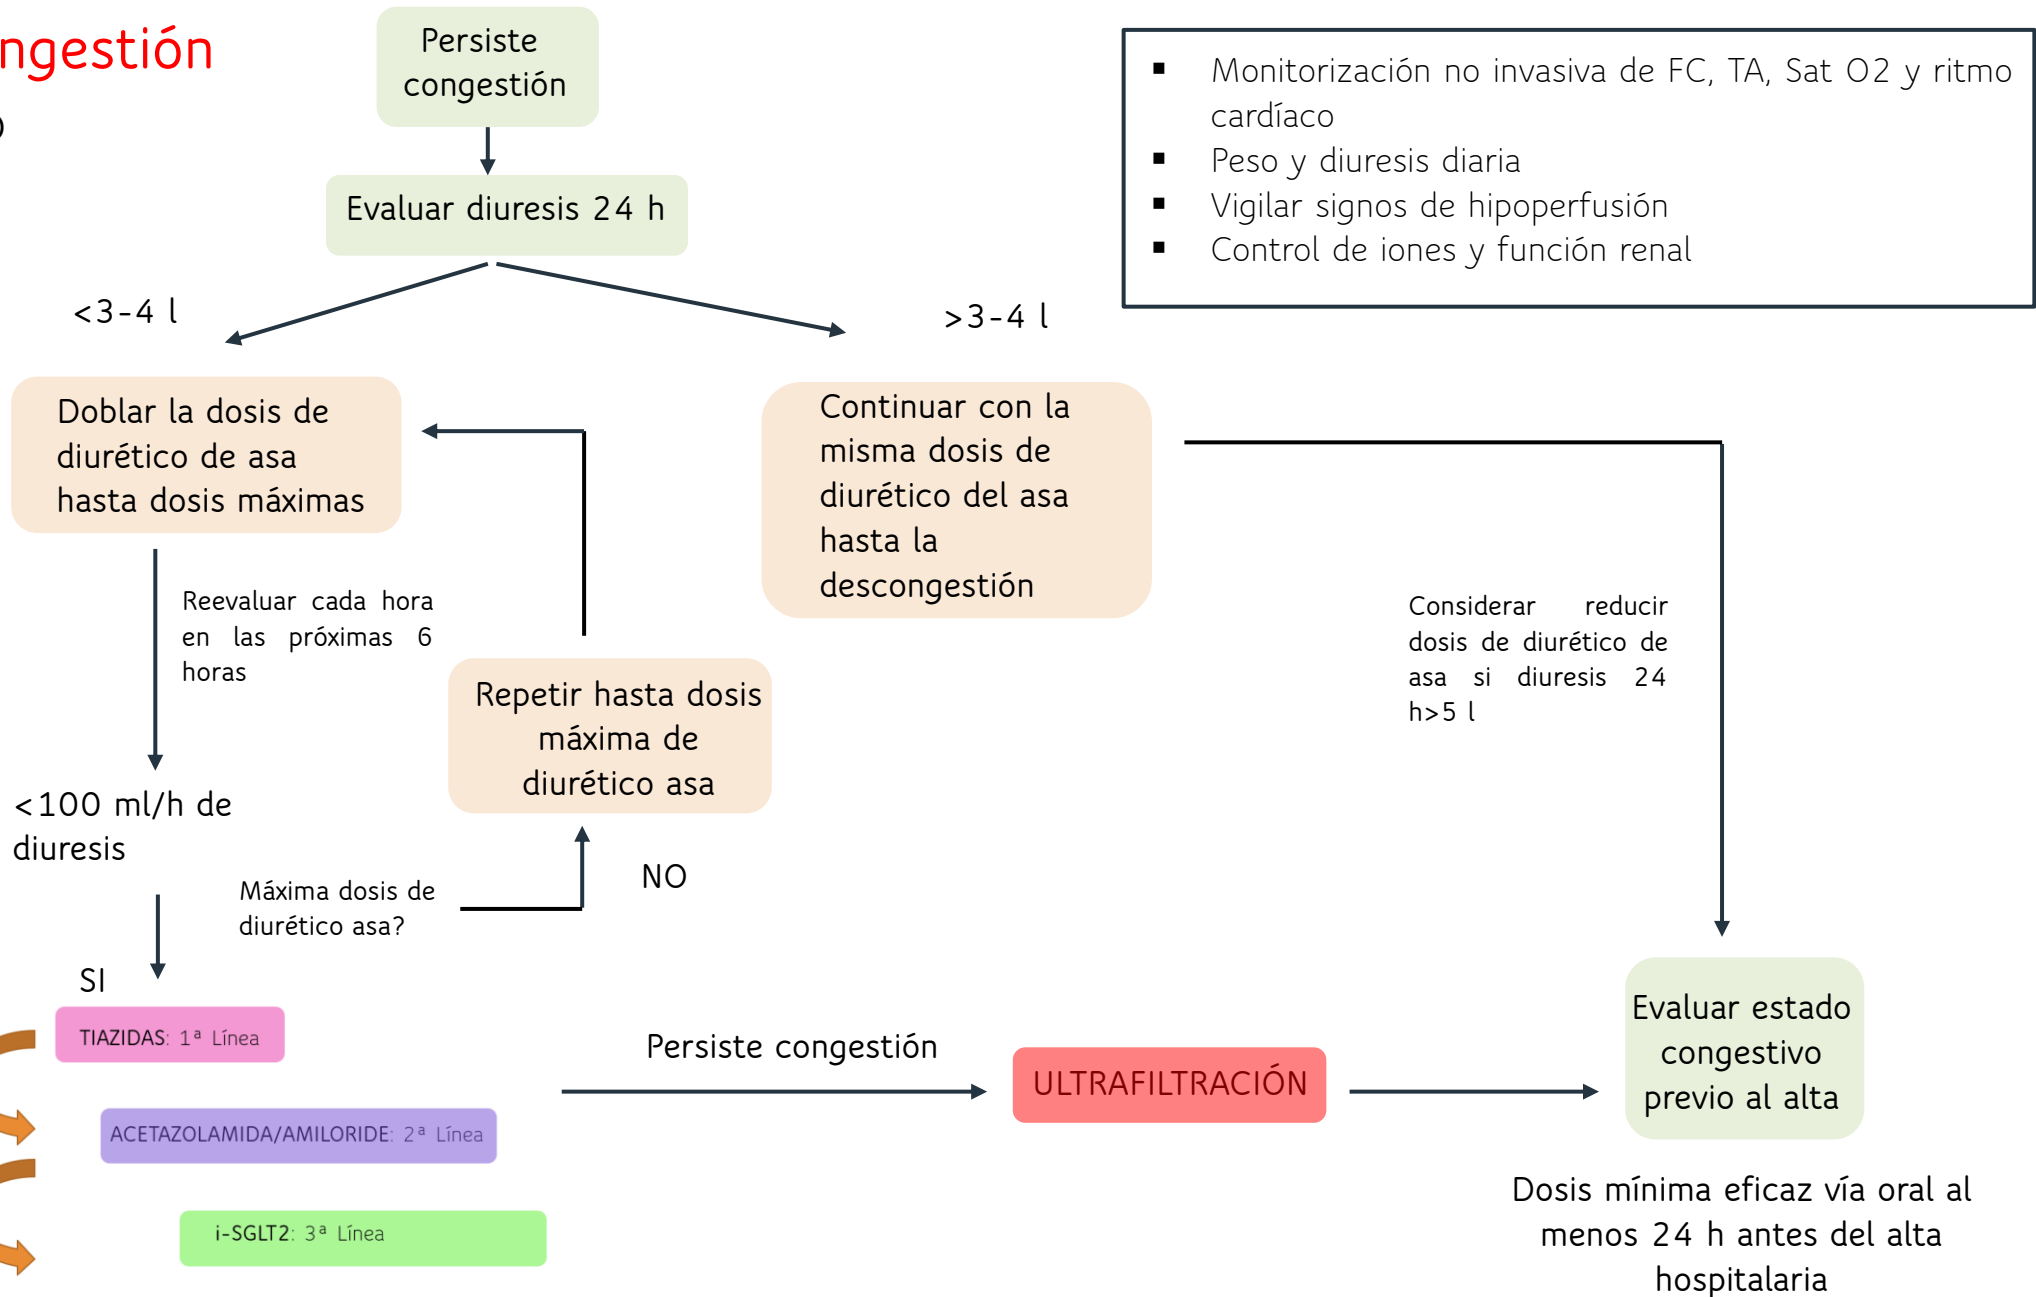 ngestión
Persiste
congestión
Evaluar diuresis 24 h
▪ Monitorización no invasiva de FC, TA, Sat O2 y ritmo
cardíaco
▪ Peso y diuresis diaria
▪ Vigilar signos de hipoperfusión
▪ Control de iones y función renal
<3-4 l
>3-4 l
Doblar la dosis de
diurético de asa
hasta dosis máximas
Continuar con la
misma dosis de
diurético del asa
hasta la
descongestión
Reevaluar cada hora
en las próximas 6
horas
Repetir hasta dosis
máxima de
diurético asa
Considerar reducir
dosis de diurético de
asa si diuresis 24
h>5 l
<100 ml/h de
diuresis
Máxima dosis de
diurético asa?
NO
SI
TIAZIDAS: 1ª Línea
ACETAZOLAMIDA/AMILORIDE: 2ª Línea
i-SGLT2: 3ª Línea
Persiste congestión
ULTRAFILTRACIÓN
Evaluar estado
congestivo
previo al alta
Dosis mínima eficaz vía oral al
menos 24 h antes del alta
hospitalaria